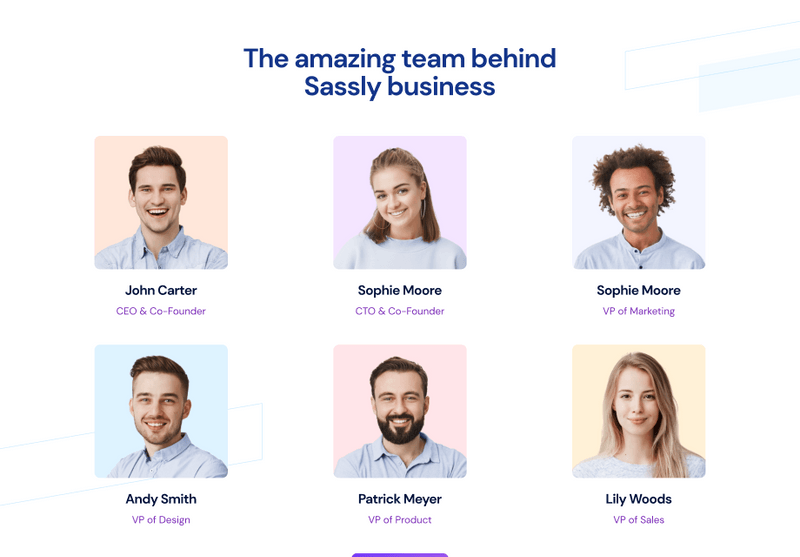 The amazing team behind
Sassly business
John Carter
CEO & Co-Founder
Sophie Moore
CTO & Co-Founder
Sophie Moore
VP of Marketing
Andy Smith
VP of Design
Patrick Meyer
VP of Product
Lily Woods
VP of Sales